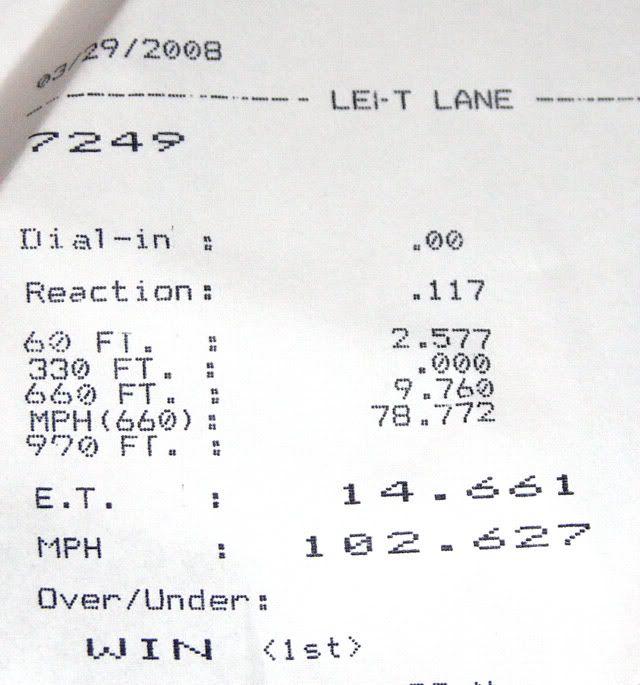 03/29/2008
---------------- LEFT LANE ------
7249
Dial-in : .00
Reaction: .117
60 FT. : 2.577
330 FT. : .000
660 FT. : 9.760
MPH(660): 78.772
970 FT. :
E.T. : 14.661
MPH : 102.627
Over/Under:
WIN <1st>